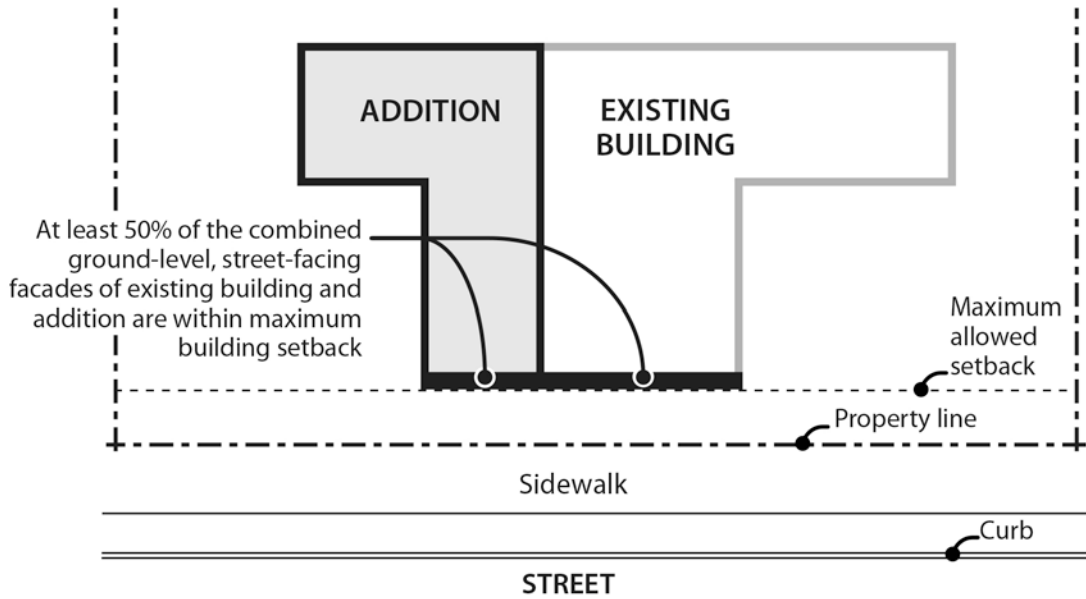 ADDITION
EXISTING
BUILDING
At least 50% of the combined
ground-level, street-facing
facades of existing building and
addition are within maximum
building setback
Maximum
allowed
setback
Property line
Sidewalk
Curb
STREET